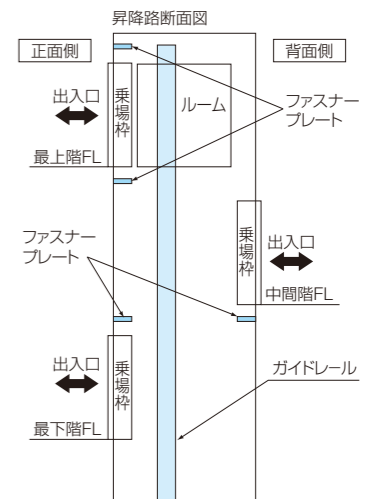 昇降路断面図
正面側
背面側
出入口
乗場枠
ルーム
ファスナー
プレート
最上階FL
ファスナー
プレート
乗場枠
出入口
中間階FL
出入口
乗場枠
ガイドレール
最下階FL